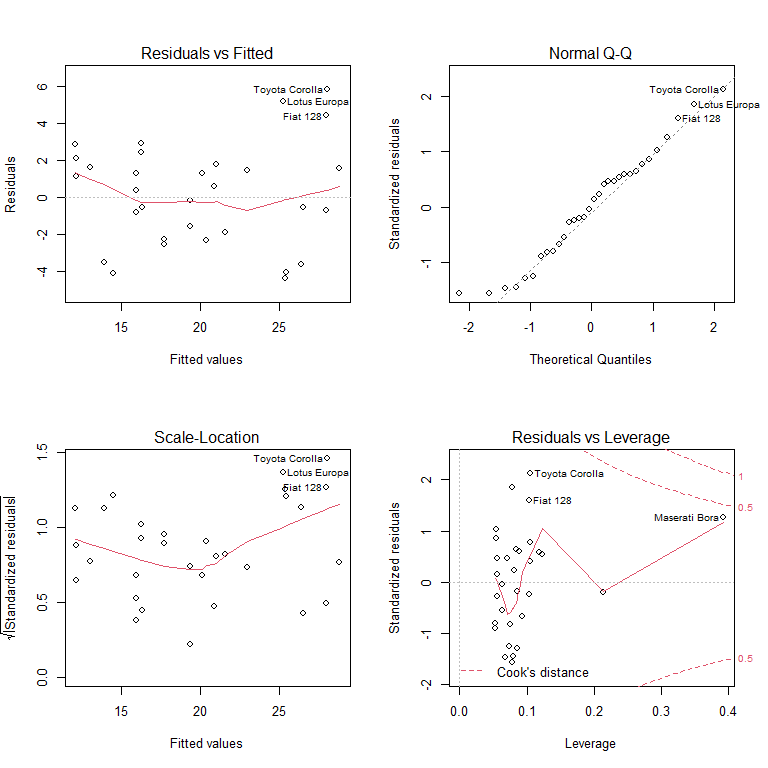 Residuals vs Fitted
Residuals
6
4
2
0
-2
-4
Toyota Corolla
Lotus Europa
Fiat 128
15 20 25
Fitted values
Normal Q-Q
Standardized residuals
2
1
0
-1
Toyota Corolla
Lotus Europa
Fiat 128
-2 -1 0 1 2
Theoretical Quantiles
Scale-Location
√|Standardized residuals|
1.5
1.0
0.5
0.0
Toyota Corolla
Lotus Europa
Fiat 128
15 20 25
Fitted values
Residuals vs Leverage
Standardized residuals
2
1
0
-1
-2
Toyota Corolla
Fiat 128
Maserati Bora
1
0.5
0.5
Cook's distance
0.0 0.1 0.2 0.3 0.4
Leverage